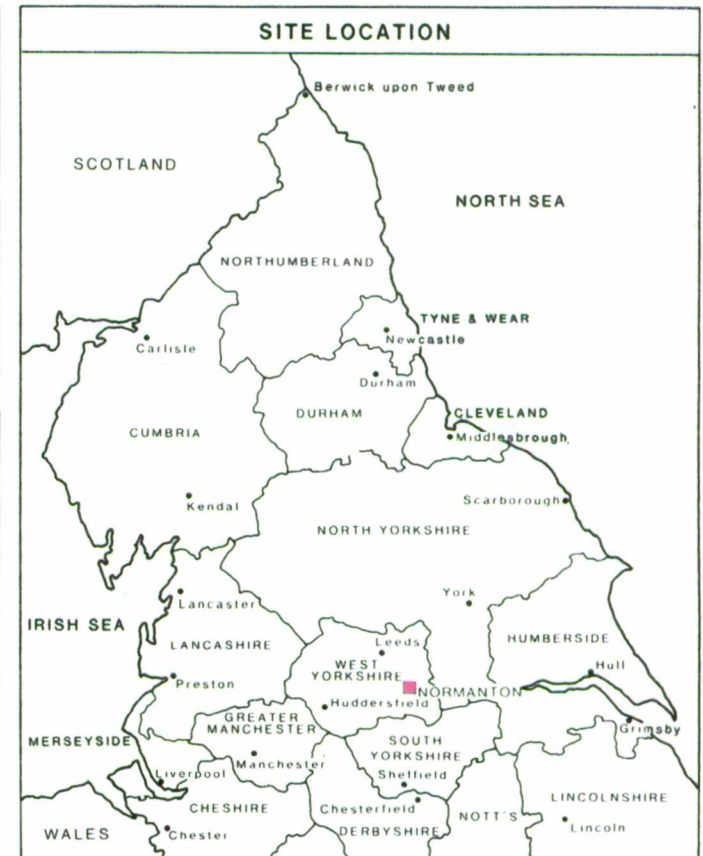 SITE LOCATION
Berwick upon Tweed
SCOTLAND
NORTH SEA
NORTHUMBERLAND
TYNE & WEAR
Newcastle
Carlisle
Durham
DURHAM
CLEVELAND
Middlesbrough
CUMBRIA
Kendal
Scarborough
NORTH YORKSHIRE
York
Lancaster
IRISH SEA
LANCASHIRE
Leeds
HUMBERSIDE
WEST
YORKSHIRE
Hull
Preston
NORMANTON
Huddersfield
GREATER
MANCHESTER
Grimsby
MERSEYSIDE
SOUTH
YORKSHIRE
Manchester
Liverpool
Sheffield
LINCOLNSHIRE
CHESHIRE
Chesterfield
NOTT'S
WALES
Chester
DERBYSHIRE
Lincoln